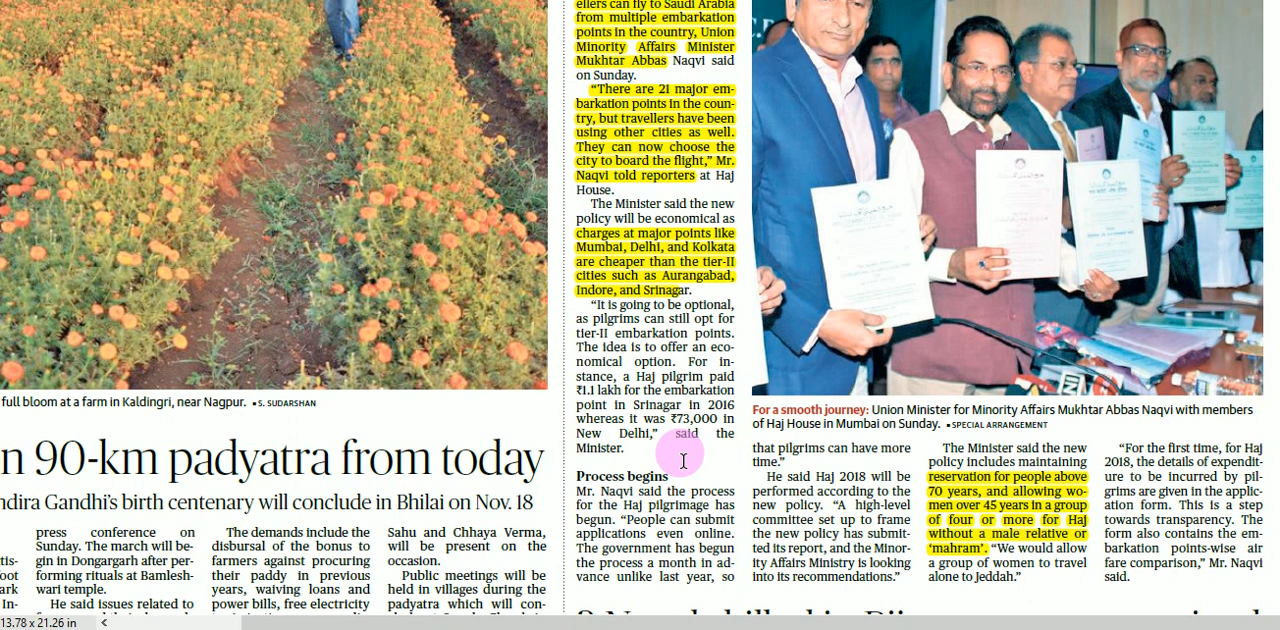 full bloom at a farm in Kaldingri, near Nagpur. ▪ S. SUDARSHAN
n 90-km padyatra from today
ndira Gandhi's birth centenary will conclude in Bhilai on Nov. 18
press conference on
Sunday. The march will be-
gin in Dongargarh after per-
forming rituals at Bamlesh-
wari temple.
He said issues related to
tis-
oot
ark
In-
The demands include the
disbursal of the bonus to
farmers against procuring
their paddy in previous
years, waiving loans and
power bills, free electricity
Sahu and Chhaya Verma,
will be present on the
occasion.
Public meetings will be
held in villages during the
padyatra which will con-
ellers can fly to Saudi Arabia
from multiple embarkation
points in the country, Union
Minority Affairs Minister
Mukhtar Abbas Naqvi said
on Sunday.
“There are 21 major em-
barkation points in the coun-
try, but travellers have been
using other cities as well.
They can now choose the
city to board the flight,” Mr.
Naqvi told reporters at Haj
House.
The Minister said the new
policy will be economical as
charges at major points like
Mumbai, Delhi, and Kolkata
are cheaper than the tier-II
cities such as Aurangabad,
Indore, and Srinagar.
“It is going to be optional,
as pilgrims can still opt for
tier-II embarkation points.
The idea is to offer an eco-
nomical option. For in-
stance, a Haj pilgrim paid
₹1.1 lakh for the embarkation
point in Srinagar in 2016
whereas it was ₹73,000 in
New Delhi,” said the
Minister.
Process begins
Mr. Naqvi said the process
for the Haj pilgrimage has
begun. “People can submit
applications even online.
The government has begun
the process a month in ad-
vance unlike last year, so
For a smooth journey: Union Minister for Minority Affairs Mukhtar Abbas Naqvi with members
of Haj House in Mumbai on Sunday. ▪ SPECIAL ARRANGEMENT
that pilgrims can have more
time.”
He said Haj 2018 will be
performed according to the
new policy. “A high-level
committee set up to frame
the new policy has submit-
ted its report, and the Minor-
ity Affairs Ministry is looking
into its recommendations.”
The Minister said the new
policy includes maintaining
reservation for people above
70 years, and allowing wo-
men over 45 years in a group
of four or more for Haj
without a male relative or
‘mahram’. “We would allow
a group of women to travel
alone to Jeddah.”
“For the first time, for Haj
2018, the details of expendit-
ure to be incurred by pil-
grims are given in the applic-
ation form. This is a step
towards transparency. The
form also contains the em-
barkation points-wise air
fare comparison,” Mr. Naqvi
said.
13.78 x 21.26 in